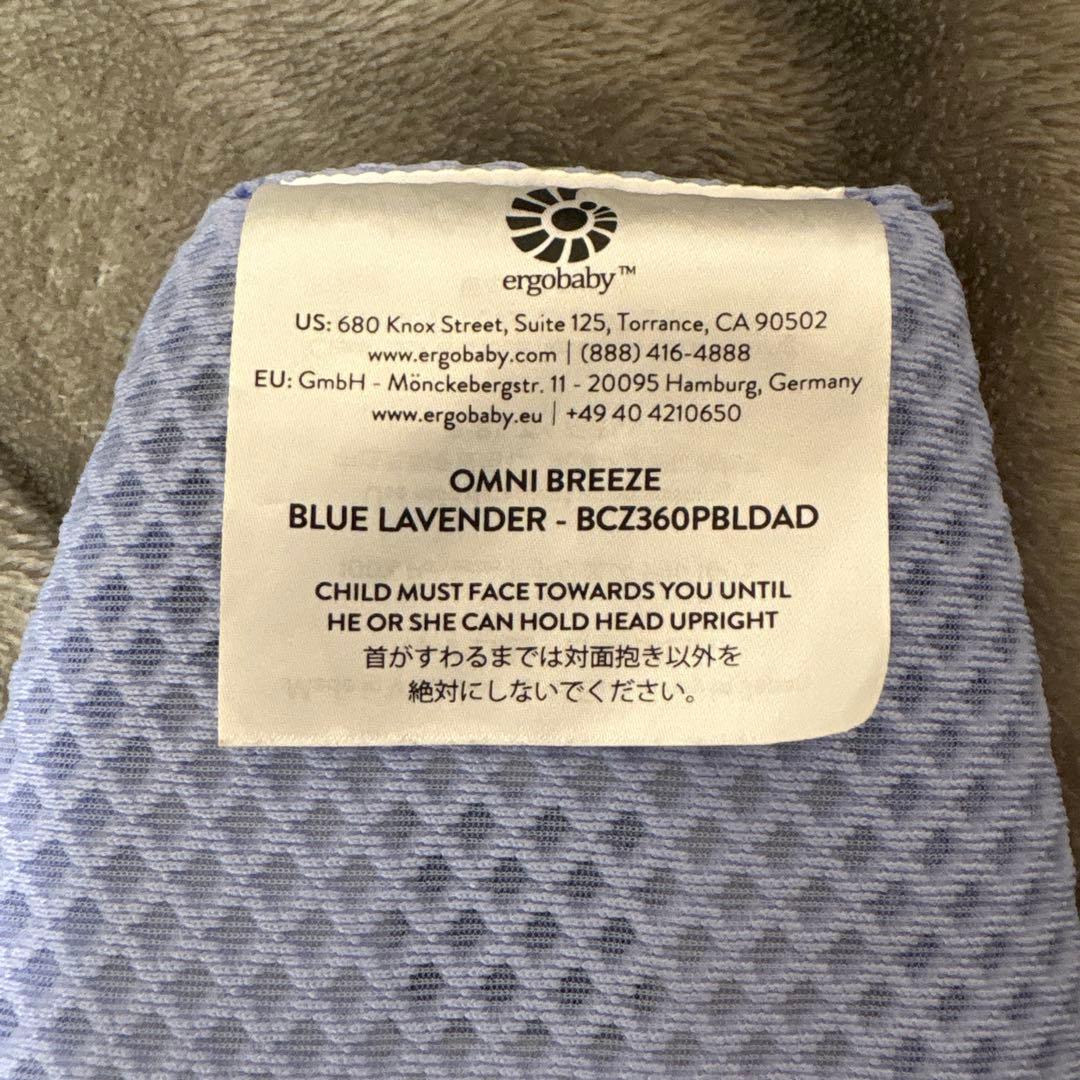 ergobaby™
US: 680 Knox Street, Suite 125, Torrance, CA 90502
www.ergobaby.com | (888) 416-4888
EU: GmbH - Mönckebergstr. 11 - 20095 Hamburg, Germany
www.ergobaby.eu | +49 40 4210650
OMNI BREEZE
BLUE LAVENDER - BCZ360PBLDAD
CHILD MUST FACE TOWARDS YOU UNTIL
HE OR SHE CAN HOLD HEAD UPRIGHT
首がすわるまでは対面抱き以外を
絶対にしないでください。